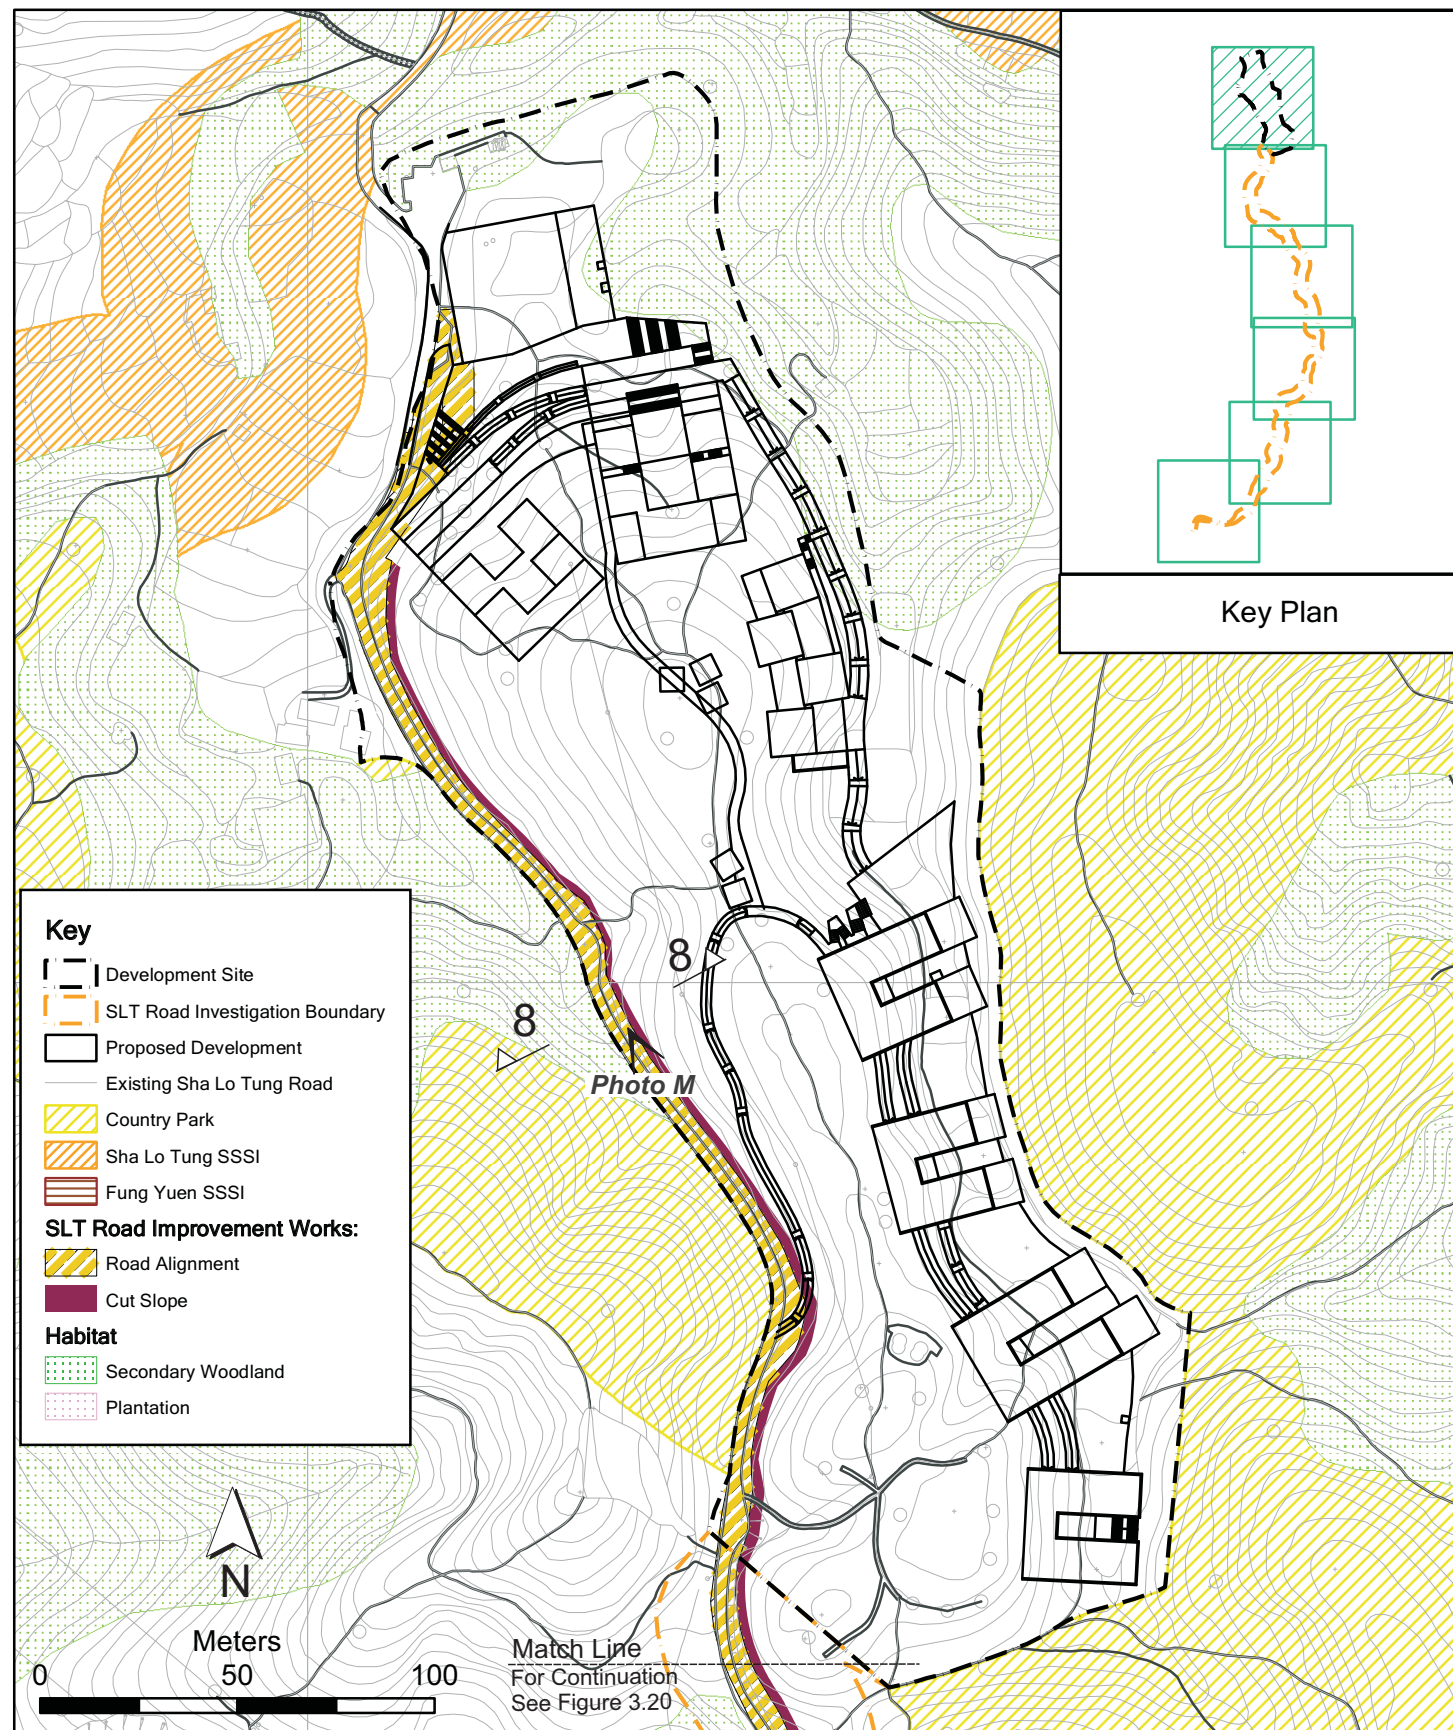 Key Plan
8
8
Photo M
Key
Development Site
SLT Road Investigation Boundary
Proposed Development
Existing Sha Lo Tung Road
Country Park
Sha Lo Tung SSSI
Fung Yuen SSSI
SLT Road Improvement Works:
Road Alignment
Cut Slope
Habitat
Secondary Woodland
Plantation
N
Meters
0 50 100
Match Line
For Continuation
See Figure 3.20